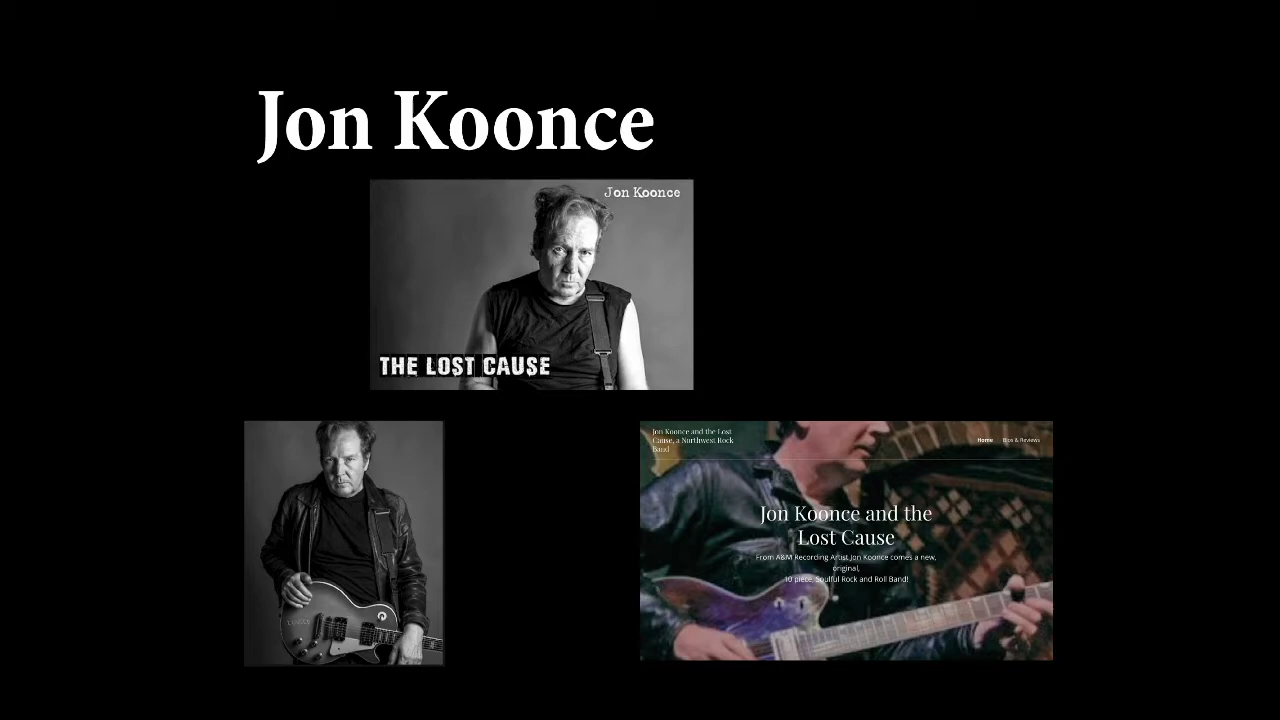 Jon Koonce
Jon Koonce
THE LOST CAUSE
Jon Koonce and the Lost
Cause, a Northwest Rock
Band
Home Bios & Reviews
Jon Koonce and the
Lost Cause
From A&M Recording Artist Jon Koonce comes a new,
original,
10 piece, Soulful Rock and Roll Band!